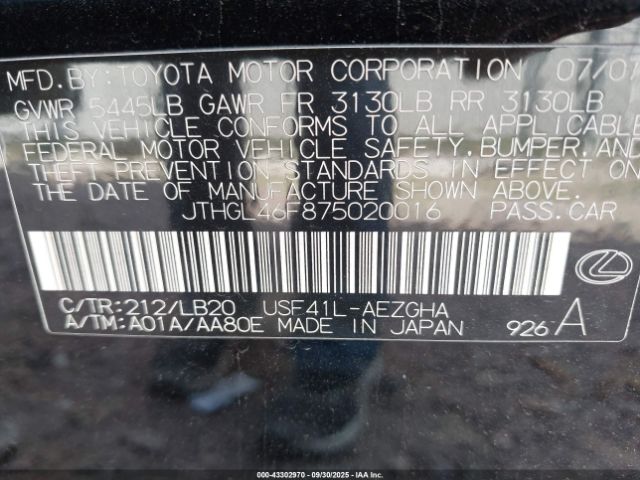 MFD. BY: TOYOTA MOTOR CORPORATION 07/07
GVWR 5445LB GAWR FR 3130LB RR 3130LB
THIS VEHICLE CONFORMS TO ALL APPLICABLE
FEDERAL MOTOR VEHICLE SAFETY, BUMPER, AND
THEFT PREVENTION STANDARDS IN EFFECT ON
THE DATE OF MANUFACTURE SHOWN ABOVE.
JTHGL46F875020016 PASS.CAR
C/TR: 212/LB20 USF41L-AEZGHA
A/TM: A01A/AA80E MADE IN JAPAN 926 A
000-43302970 - 09/30/2025 - IAA Inc.